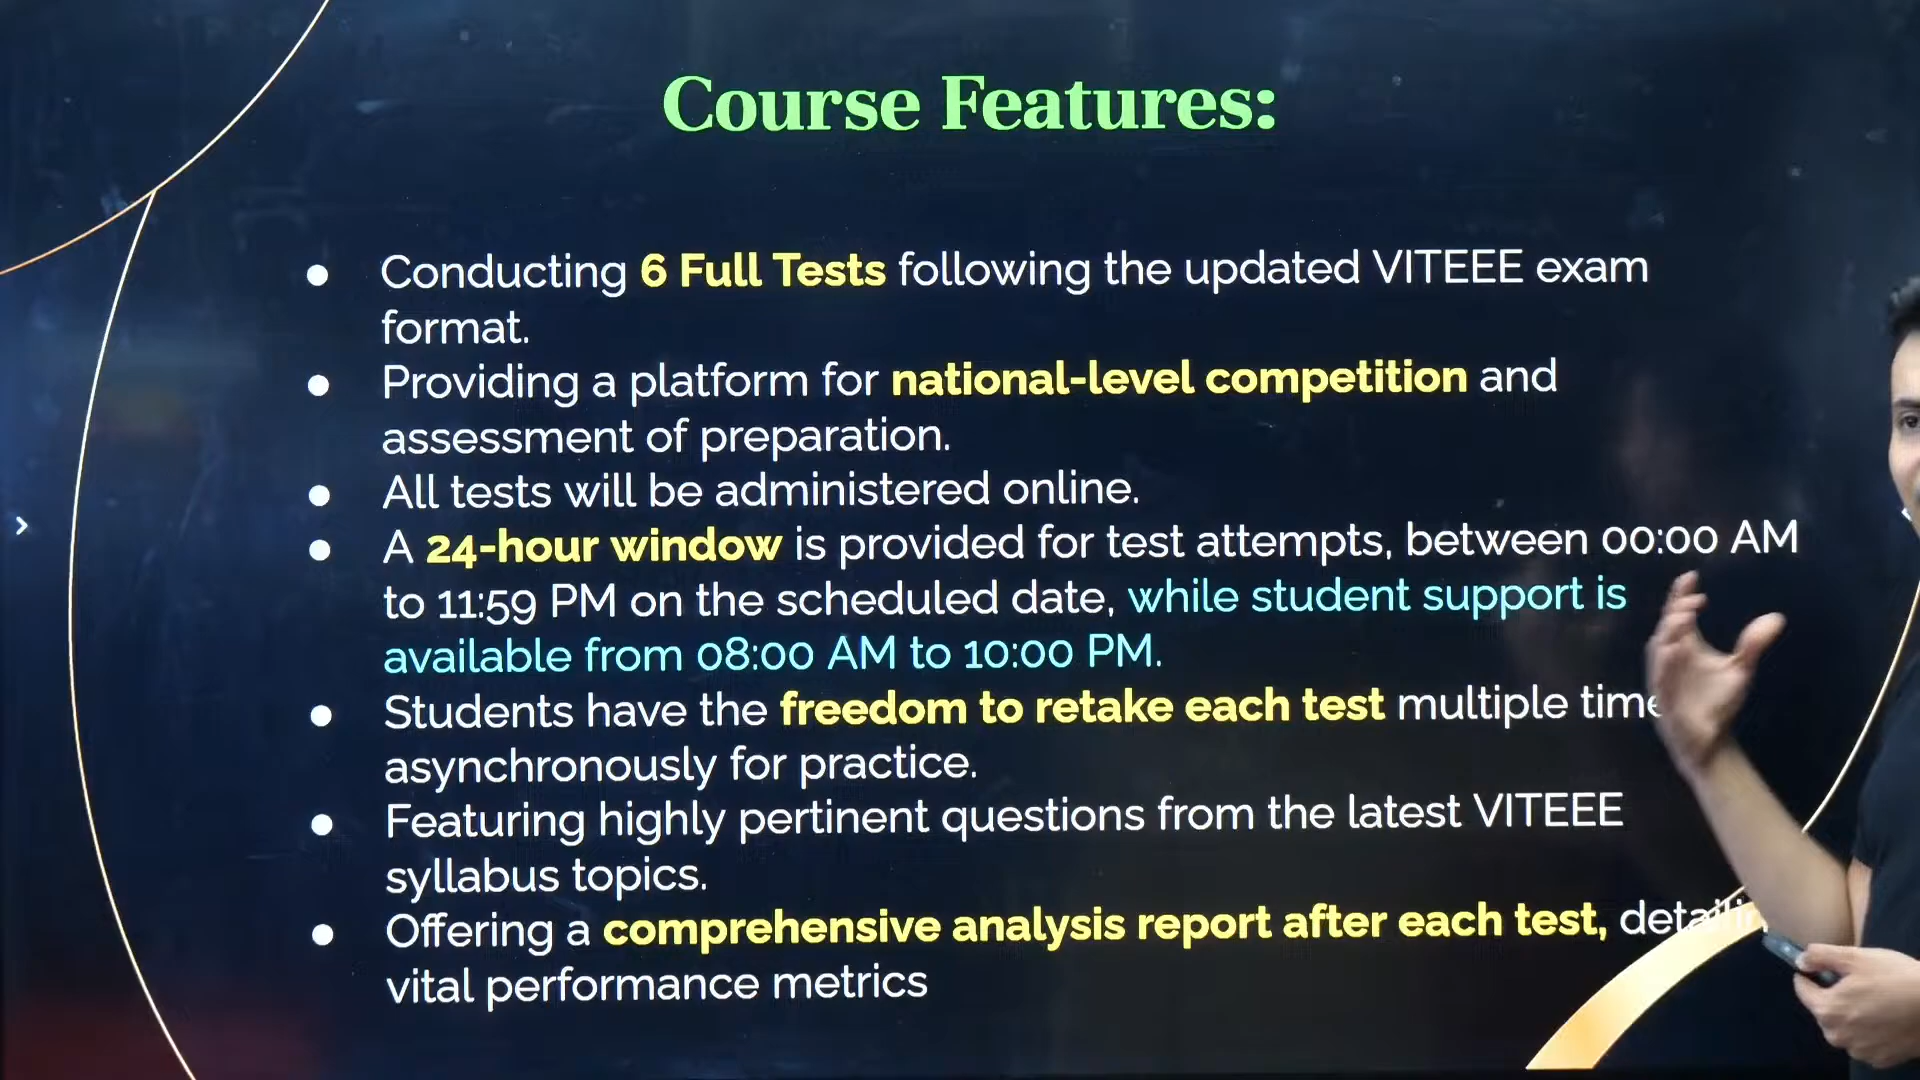 Course Features:
● Conducting 6 Full Tests following the updated VITEEE exam
format.
● Providing a platform for national-level competition and
assessment of preparation.
● All tests will be administered online.
● A 24-hour window is provided for test attempts, between 00:00 AM
to 11:59 PM on the scheduled date, while student support is
available from 08:00 AM to 10:00 PM.
● Students have the freedom to retake each test multiple
asynchronously for practice.
● Featuring highly pertinent questions from the latest VITEEE
syllabus topics.
● Offering a comprehensive analysis report after each test,
vital performance metrics